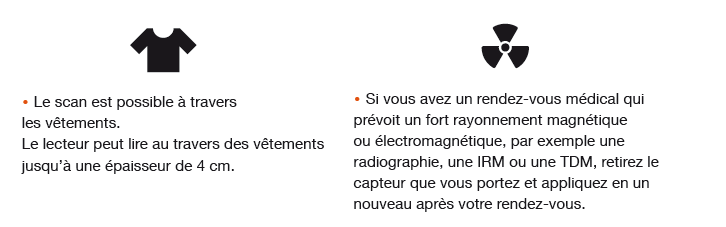 • Le scan est possible à travers
les vêtements.
Le lecteur peut lire au travers des vêtements
jusqu'à une épaisseur de 4 cm.
• Si vous avez un rendez-vous médical qui
prévoit un fort rayonnement magnétique
ou électromagnétique, par exemple une
radiographie, une IRM ou une TDM, retirez le
capteur que vous portez et appliquez en un
nouveau après votre rendez-vous.